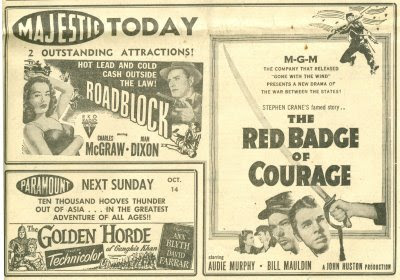 MAJESTIC TODAY
2 OUTSTANDING ATTRACTIONS!
HOT LEAD AND COLD
CASH OUTSIDE
THE LAW!
ROADBLOCK
RKO
RADIO
starring
CHARLES McGRAW · JOAN DIXON
PARAMOUNT
NEXT SUNDAY
OCT.
14
TEN THOUSAND HOOVES THUNDER
OUT OF ASIA . . . IN THE GREATEST
ADVENTURE OF ALL AGES!!
The
GOLDEN HORDE
of Genghis Khan
Technicolor
ANN
BLYTH
DAVID
FARRAR
M-G-M
THE COMPANY THAT RELEASED
"GONE WITH THE WIND"
PRESENTS A NEW DRAMA OF
THE WAR BETWEEN THE STATES!
STEPHEN CRANE'S famed story . .
THE
RED BADGE
OF
COURAGE
starring
AUDIE MURPHY · BILL MAULDIN
A JOHN HUSTON PRODUCTION